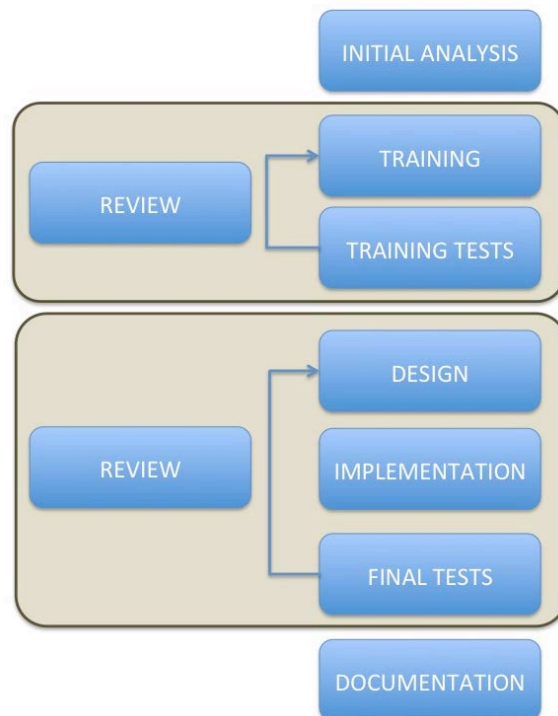 INITIAL ANALYSIS
REVIEW
TRAINING
TRAINING TESTS
REVIEW
DESIGN
IMPLEMENTATION
FINAL TESTS
DOCUMENTATION